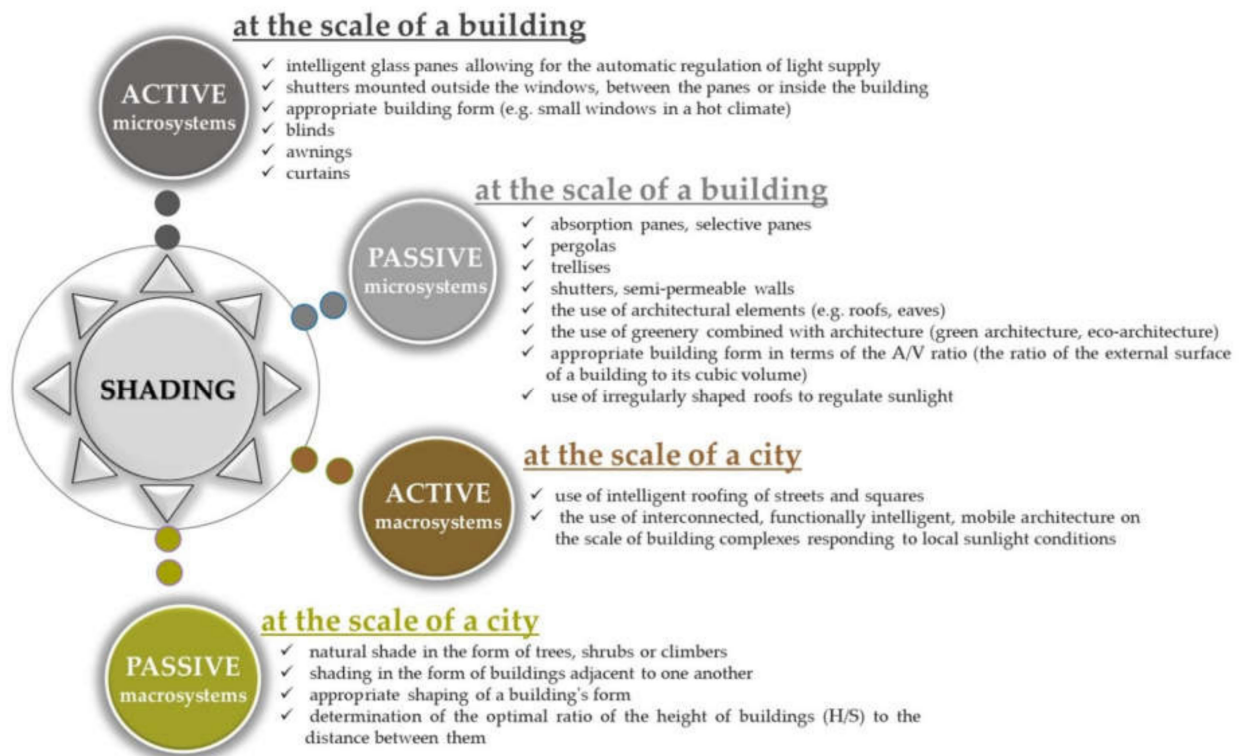 at the scale of a building
ACTIVE
microsystems
✓ intelligent glass panes allowing for the automatic regulation of light supply
✓ shutters mounted outside the windows, between the panes or inside the building
✓ appropriate building form (e.g. small windows in a hot climate)
✓ blinds
✓ awnings
✓ curtains
at the scale of a building
PASSIVE
microsystems
✓ absorption panes, selective panes
✓ pergolas
✓ trellises
✓ shutters, semi-permeable walls
✓ the use of architectural elements (e.g. roofs, eaves)
✓ the use of greenery combined with architecture (green architecture, eco-architecture)
✓ appropriate building form in terms of the A/V ratio (the ratio of the external surface
of a building to its cubic volume)
✓ use of irregularly shaped roofs to regulate sunlight
SHADING
at the scale of a city
ACTIVE
macrosystems
✓ use of intelligent roofing of streets and squares
✓ the use of interconnected, functionally intelligent, mobile architecture on
the scale of building complexes responding to local sunlight conditions
at the scale of a city
PASSIVE
macrosystems
✓ natural shade in the form of trees, shrubs or climbers
✓ shading in the form of buildings adjacent to one another
✓ appropriate shaping of a building's form
✓ determination of the optimal ratio of the height of buildings (H/S) to the
distance between them